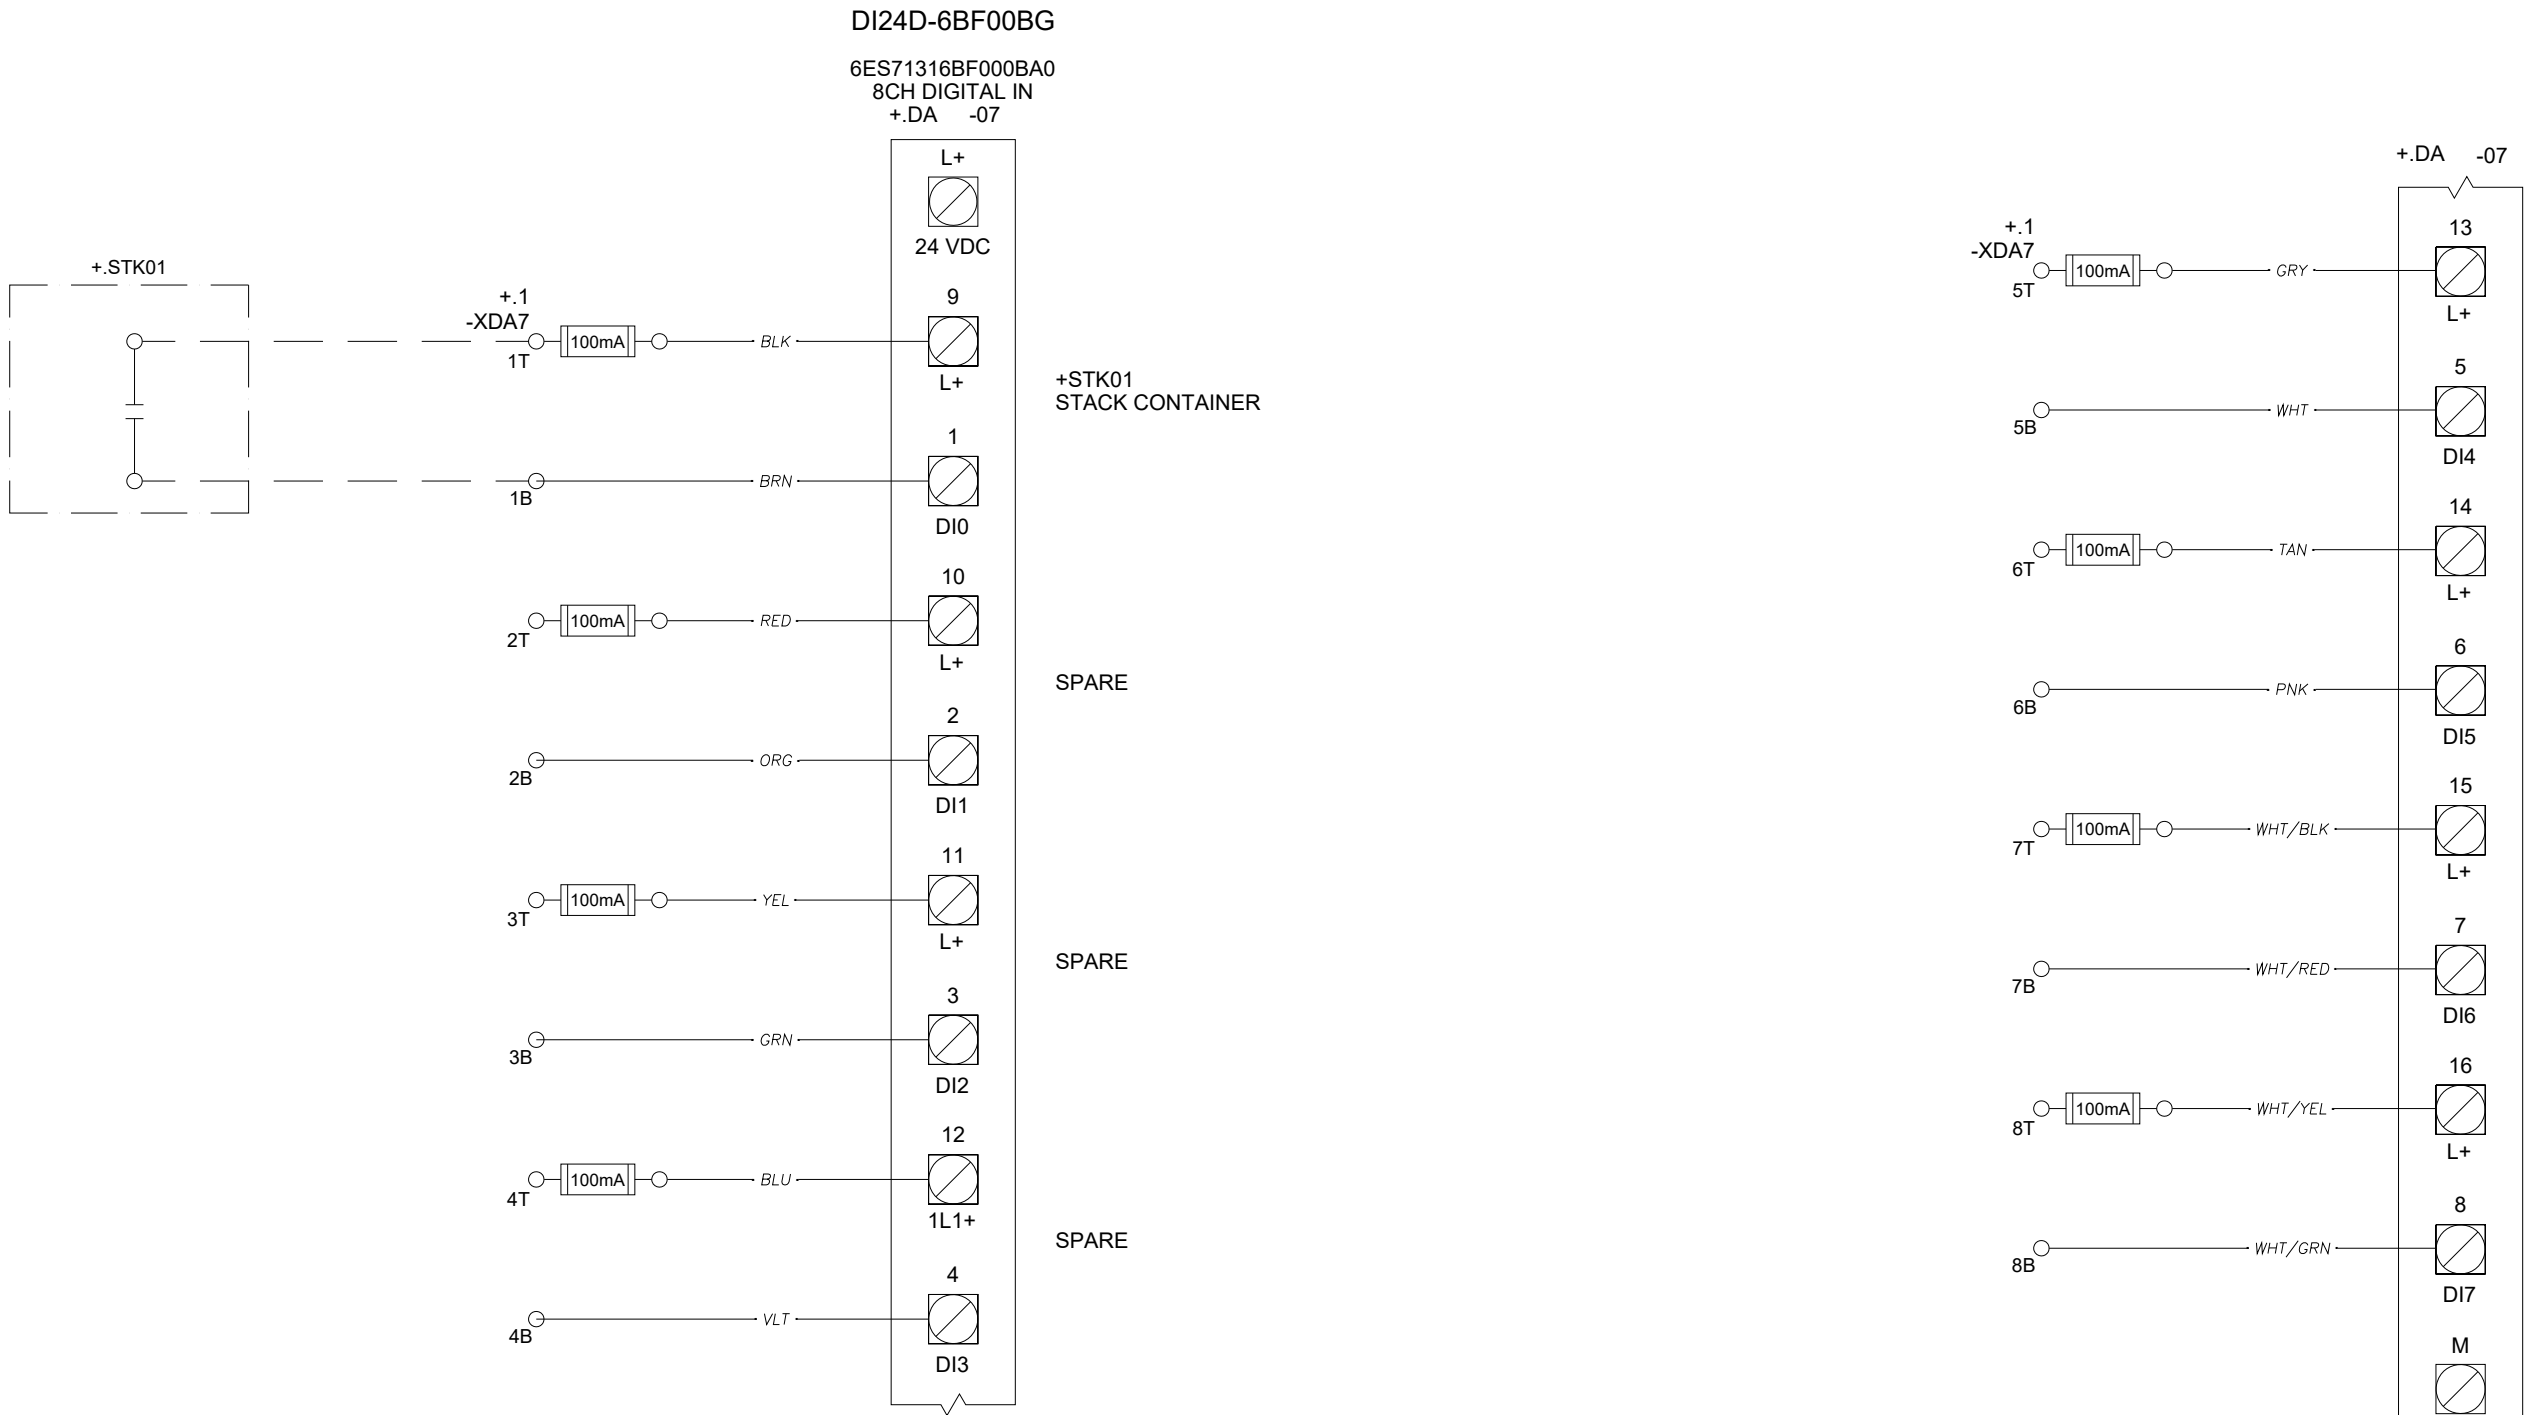 DI24D-6BF00BG
6ES71316BF000BA0
8CH DIGITAL IN
+.DA -07
L+
24 VDC
+.STK01
+.1
-XDA7
1T
100mA
BLK
9
L+
+STK01
STACK CONTAINER
1B
BRN
1
DI0
2T
100mA
RED
10
L+
SPARE
2B
ORG
2
DI1
3T
100mA
YEL
11
L+
SPARE
3B
GRN
3
DI2
4T
100mA
BLU
12
1L1+
SPARE
4B
VLT
4
DI3
+.DA -07
+.1
-XDA7
5T
100mA
GRY
13
L+
5B
WHT
5
DI4
6T
100mA
TAN
14
L+
6B
PNK
6
DI5
7T
100mA
WHT/BLK
15
L+
7B
WHT/RED
7
DI6
8T
100mA
WHT/YEL
16
L+
8B
WHT/GRN
8
DI7
M